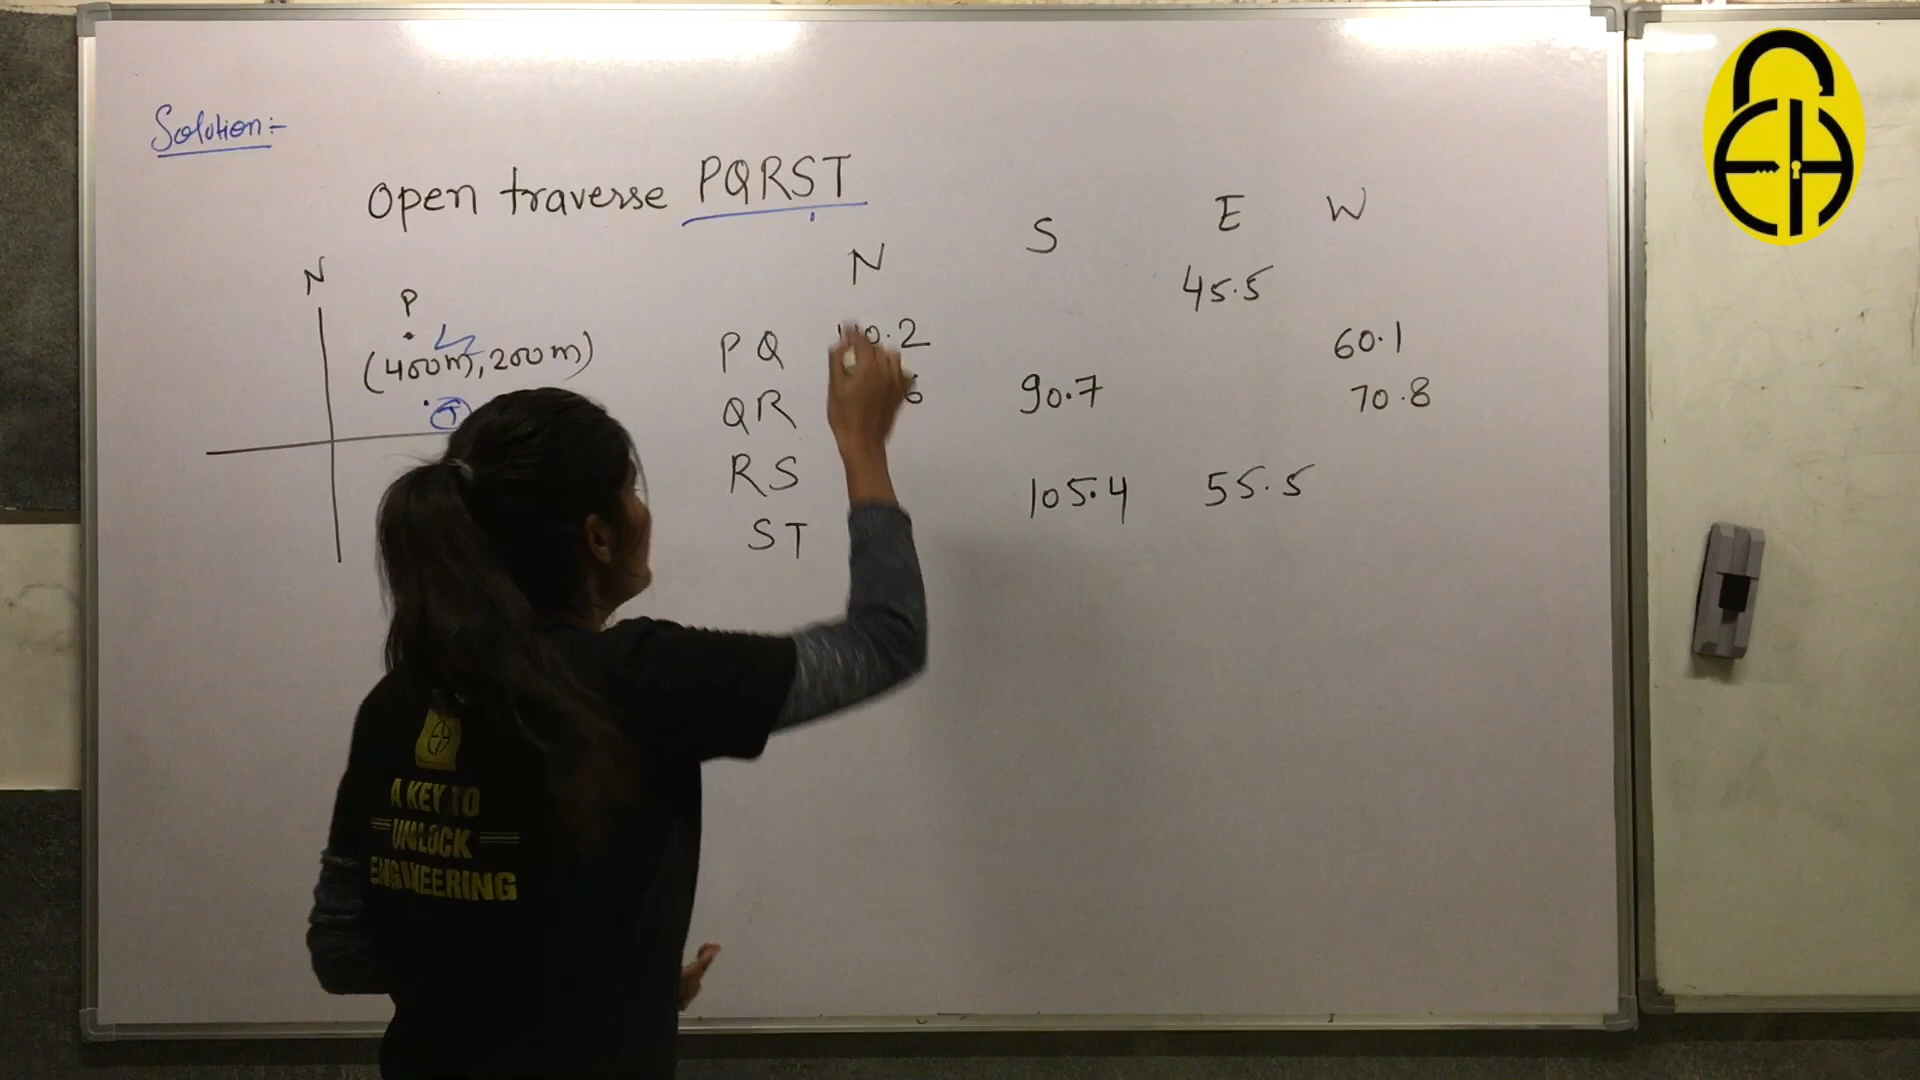 Solution:-
open traverse PQRST
N S E W
N
P
(400m, 200m)
T
45.5
PQ 60.1
QR 90.7 70.8
RS 105.4 55.5
ST
A KEY TO
UNLOCK
ENGINEERING